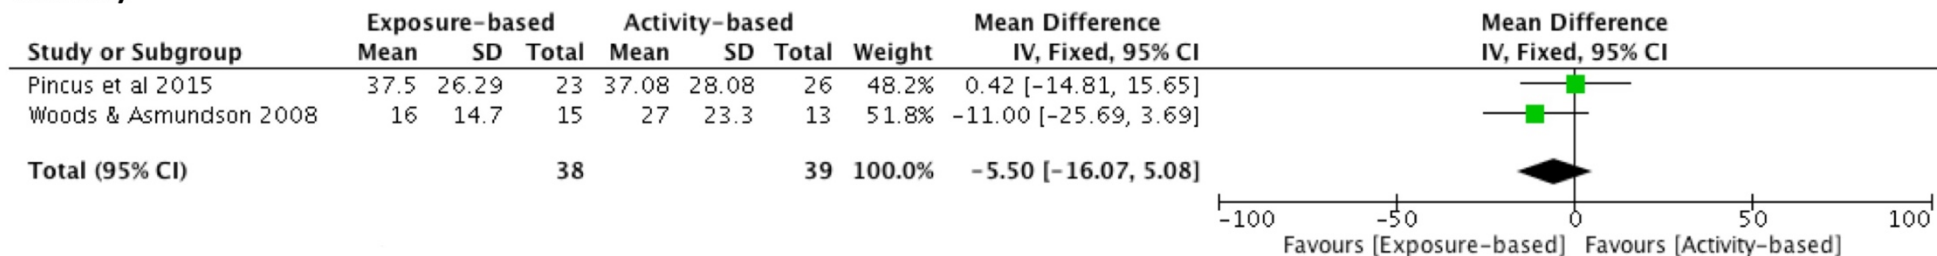 Exposure-based Activity-based Mean Difference Mean Difference
Study or Subgroup Mean SD Total Mean SD Total Weight IV, Fixed, 95% CI IV, Fixed, 95% CI
Pincus et al 2015 37.5 26.29 23 37.08 28.08 26 48.2% 0.42 [-14.81, 15.65]
Woods & Asmundson 2008 16 14.7 15 27 23.3 13 51.8% -11.00 [-25.69, 3.69]
Total (95% CI) 38 39 100.0% -5.50 [-16.07, 5.08]
-100 -50 0 50 100
Favours [Exposure-based] Favours [Activity-based]